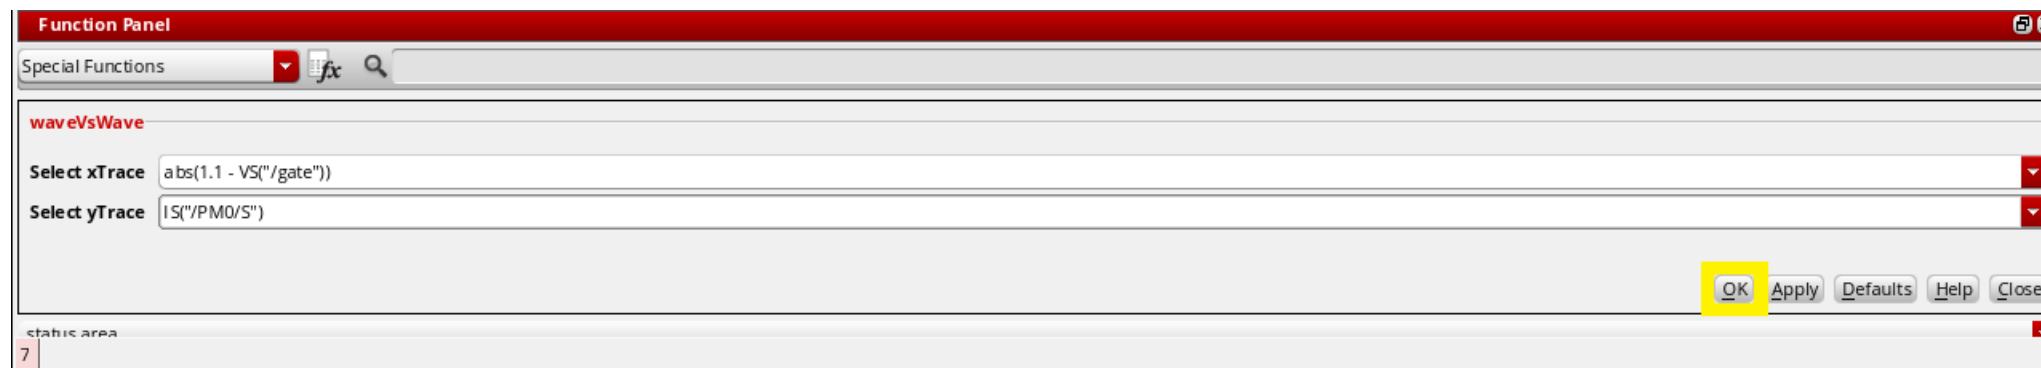 Function Panel
Special Functions fx
waveVsWave
Select xTrace abs(1.1 - VS("/gate"))
Select yTrace IS("/PM0/S")
OK Apply Defaults Help Close
status area
7